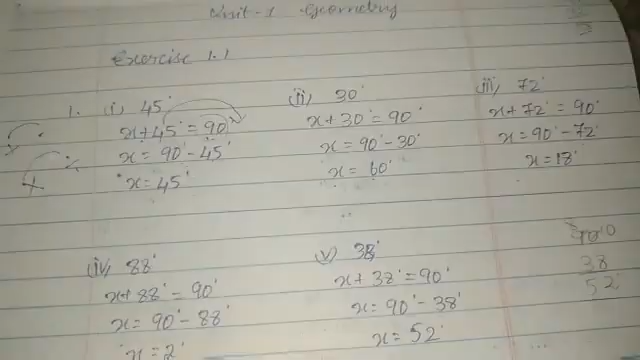 Unit-1 Geometry
Exercise 1.1
1. (i) 45°
x+45°=90°
x=90°-45°
x=45°
(ii) 30°
x+30°=90°
x=90°-30°
x=60°
(iii) 72°
x+72°=90°
x=90°-72°
x=18°
(iv) 88°
x+88°=90°
x=90°-88°
x=2°
(v) 38°
x+38°=90°
x=90°-38°
x=52°
38
52